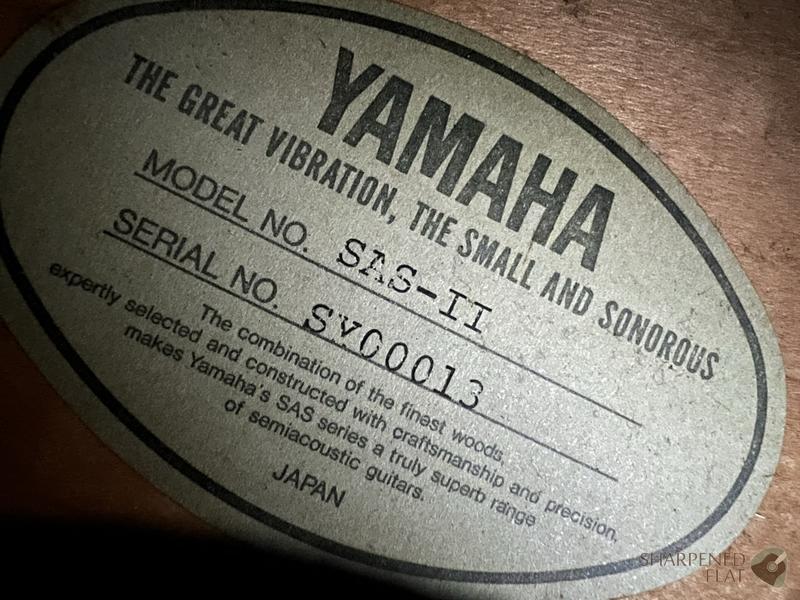 YAMAHA
THE GREAT VIBRATION, THE SMALL AND SONOROUS
MODEL NO. SAS-II
SERIAL NO. SV00013
The combination of the finest woods,
expertly selected and constructed with craftsmanship and precision,
makes Yamaha's SAS series a truly superb range
of semiacoustic guitars.
JAPAN
SHARPENED
FLAT